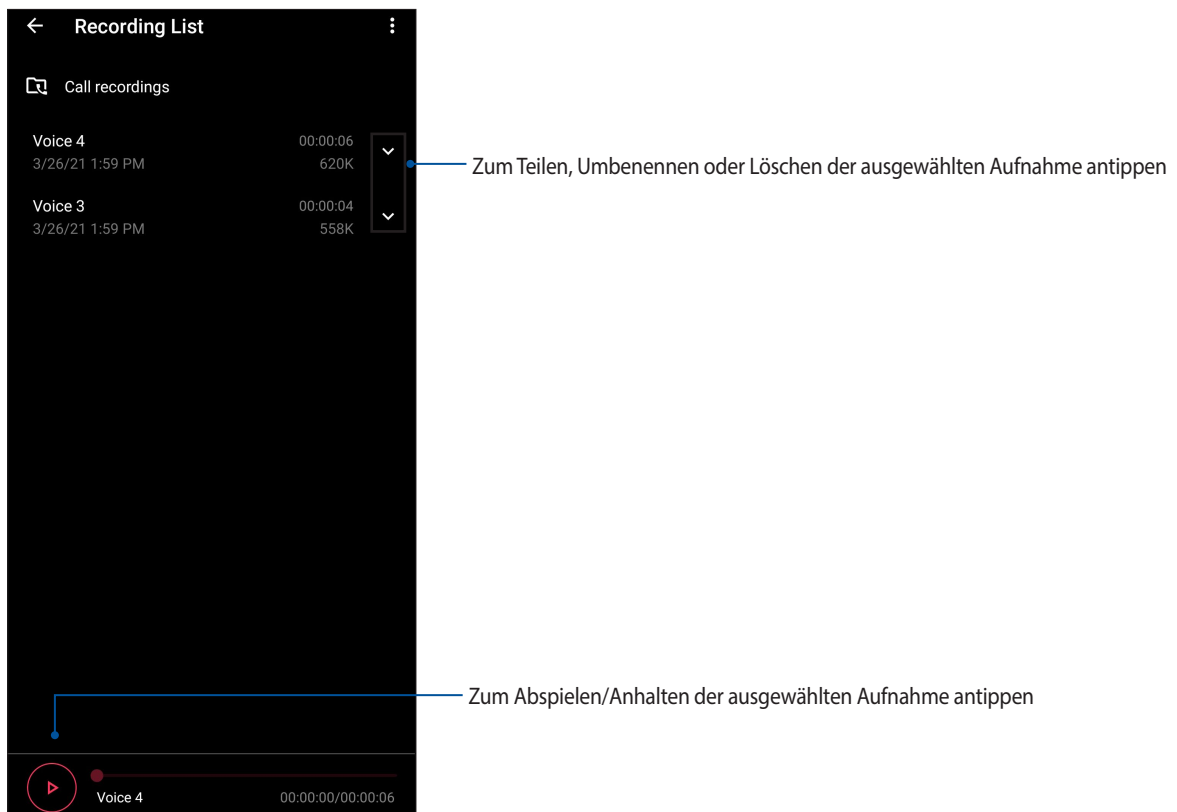 Recording List
Call recordings
Voice 4 00:00:06
3/26/21 1:59 PM 620K
Zum Teilen, Umbenennen oder Löschen der ausgewählten Aufnahme antippen
Voice 3 00:00:04
3/26/21 1:59 PM 558K
Zum Abspielen/Anhalten der ausgewählten Aufnahme antippen
Voice 4 00:00:00/00:00:06